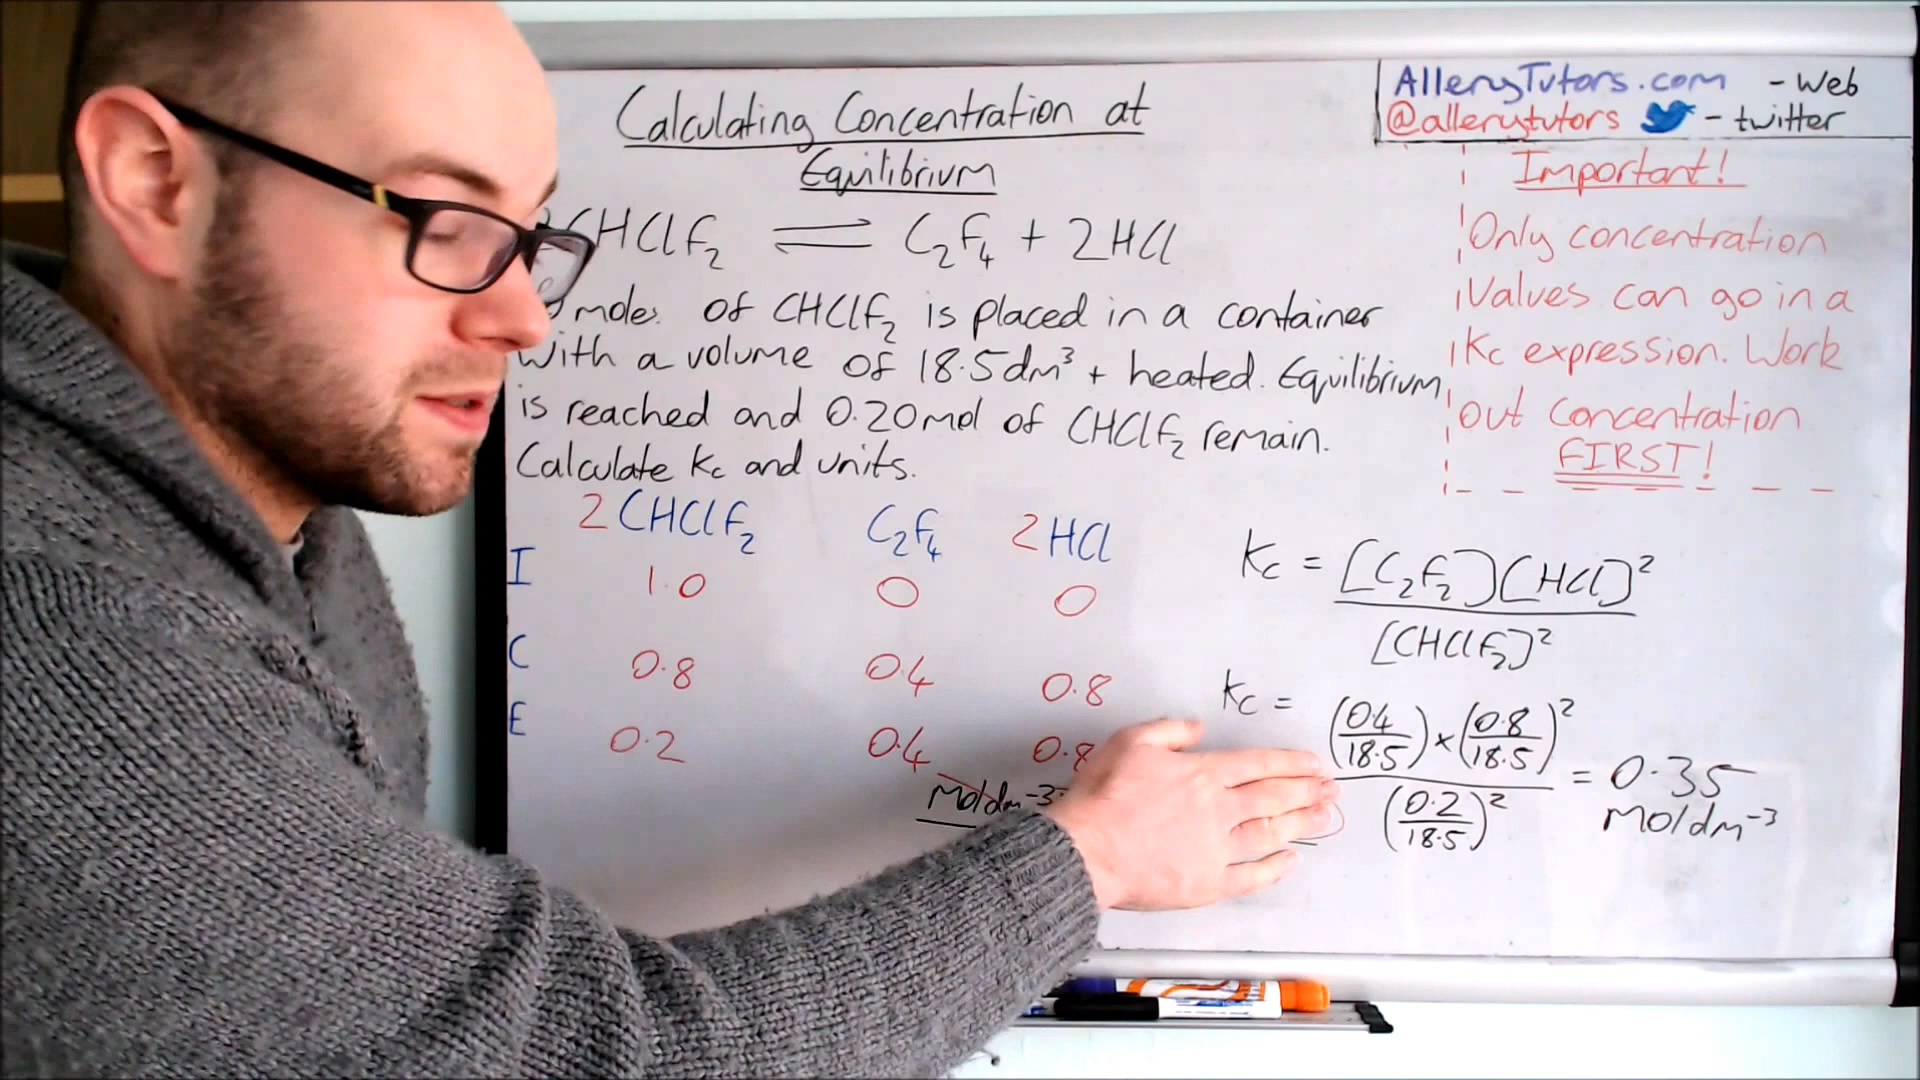 Calculating Concentration at
Equilibrium
CHClF₂ ⇌ C₂F₄ + 2HCl
moles of CHClF₂ is placed in a container
with a volume of 18.5dm³ + heated. Equilibrium
is reached and 0.20mol of CHClF₂ remain.
Calculate Kc and units.
2CHClF₂ C₂F₄ 2HCl
I 1.0 0 0
C 0.8 0.4 0.8
E 0.2 0.4 0.8
mol dm⁻³
AlleryTutors.com - Web
@allerytutors - twitter
Important!
Only concentration
Values can go in a
Kc expression. Work
out concentration
FIRST!
Kc = [C₂F₂][HCl]²
[CHClF₂]²
Kc = (0.4/18.5) × (0.8/18.5)²
(0.2/18.5)²
= 0.35
mol dm⁻³